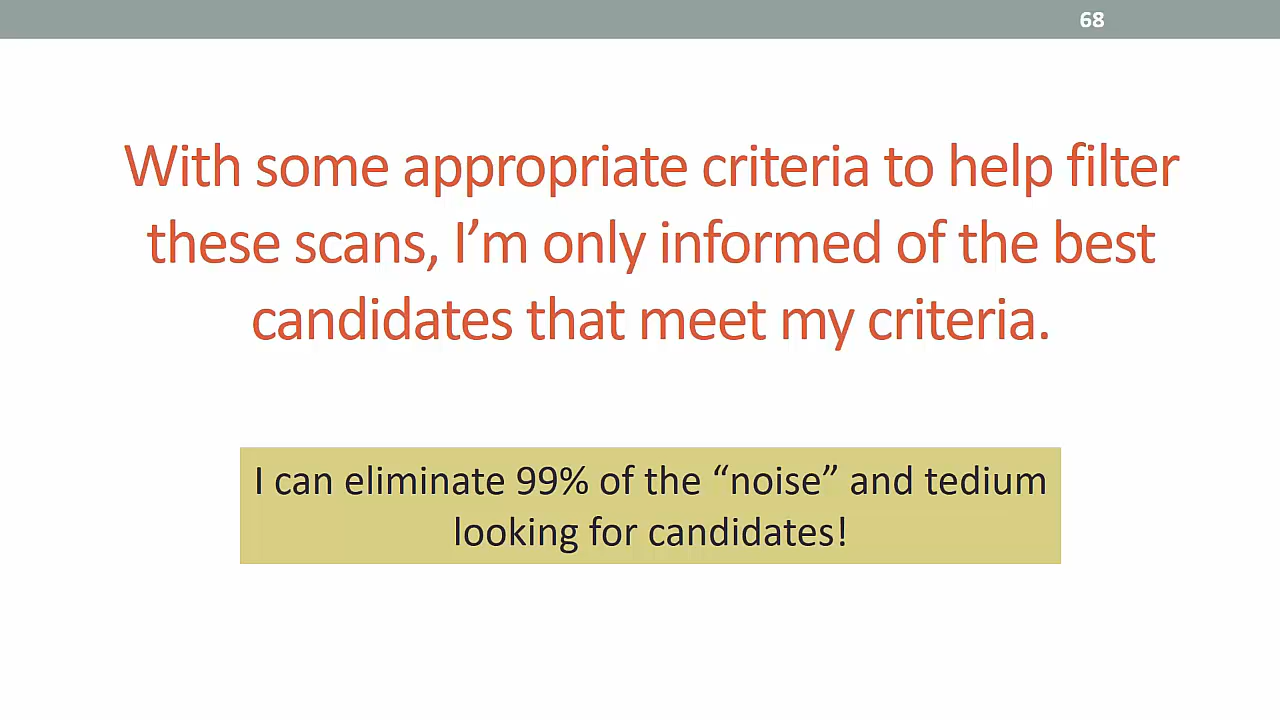 68
With some appropriate criteria to help filter
these scans, I’m only informed of the best
candidates that meet my criteria.
I can eliminate 99% of the “noise” and tedium
looking for candidates!